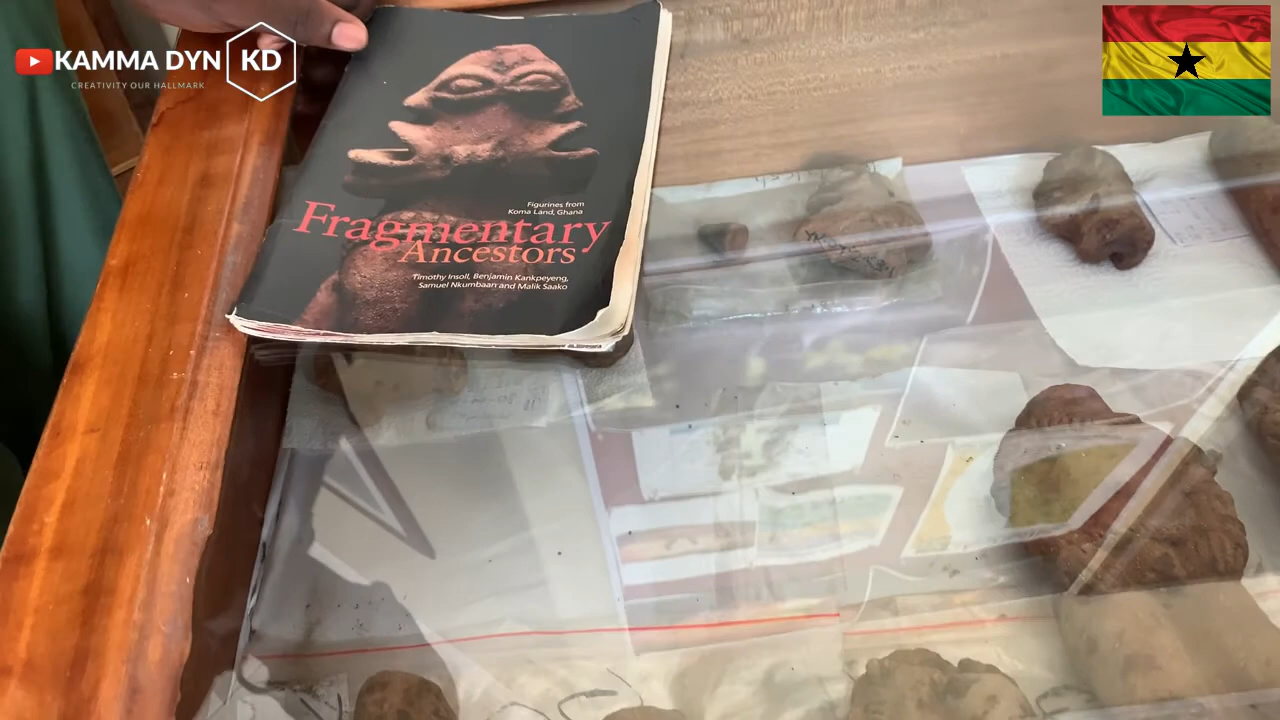 KAMMA DYN KD
CREATIVITY OUR HALLMARK
Figurines from
Koma Land, Ghana
Fragmentary
Ancestors
Timothy Insoll, Benjamin Kankpeyeng,
Samuel Nkumbaan and Malik Saako